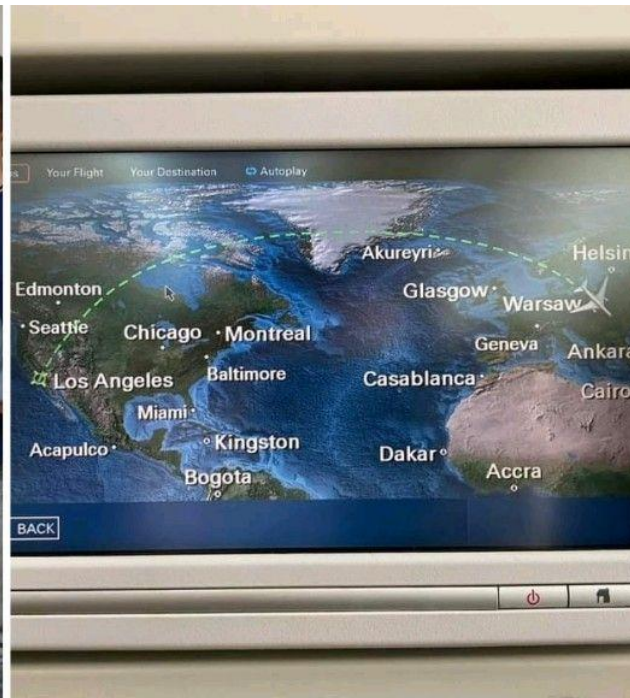 es Your Flight Your Destination Autoplay
Akureyri Helsin
Edmonton Glasgow Warsaw
Seattle Chicago Montreal Geneva Ankara
Los Angeles Baltimore Casablanca Cairo
Miami
Acapulco Kingston Dakar Accra
Bogota
BACK